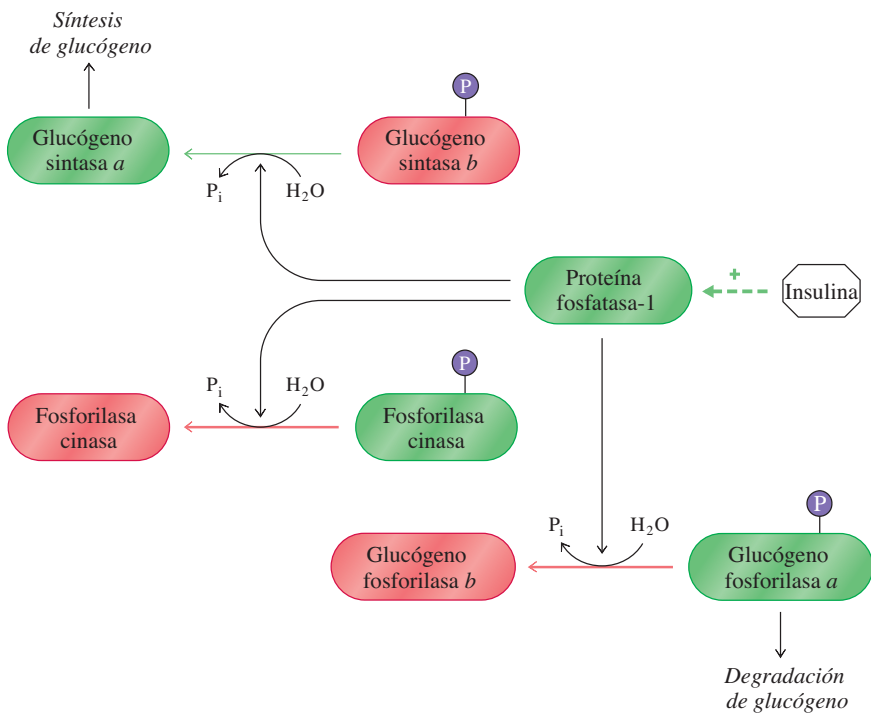 Síntesis
de glucógeno
P
Glucógeno
sintasa a
Glucógeno
sintasa b
Pi
H2O
Proteína
fosfatasa-1
+
Insulina
P
Pi
H2O
Fosforilasa
cinasa
Fosforilasa
cinasa
P
Pi
H2O
Glucógeno
fosforilasa b
Glucógeno
fosforilasa a
Degradación
de glucógeno